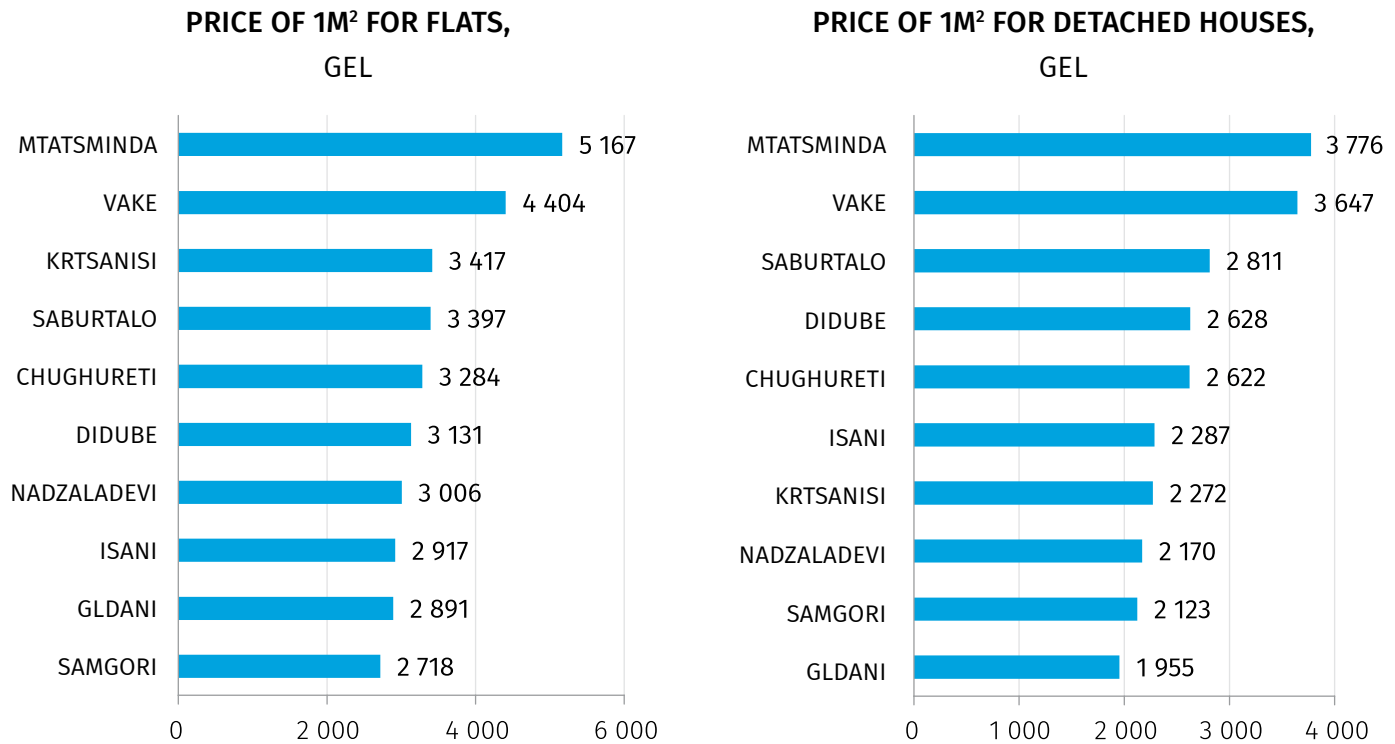 PRICE OF 1M² FOR FLATS,
GEL
MTATSMINDA 5 167
VAKE 4 404
KRTSANISI 3 417
SABURTALO 3 397
CHUGHURETI 3 284
DIDUBE 3 131
NADZALADEVI 3 006
ISANI 2 917
GLDANI 2 891
SAMGORI 2 718
0 2 000 4 000 6 000
PRICE OF 1M² FOR DETACHED HOUSES,
GEL
MTATSMINDA 3 776
VAKE 3 647
SABURTALO 2 811
DIDUBE 2 628
CHUGHURETI 2 622
ISANI 2 287
KRTSANISI 2 272
NADZALADEVI 2 170
SAMGORI 2 123
GLDANI 1 955
0 1 000 2 000 3 000 4 000